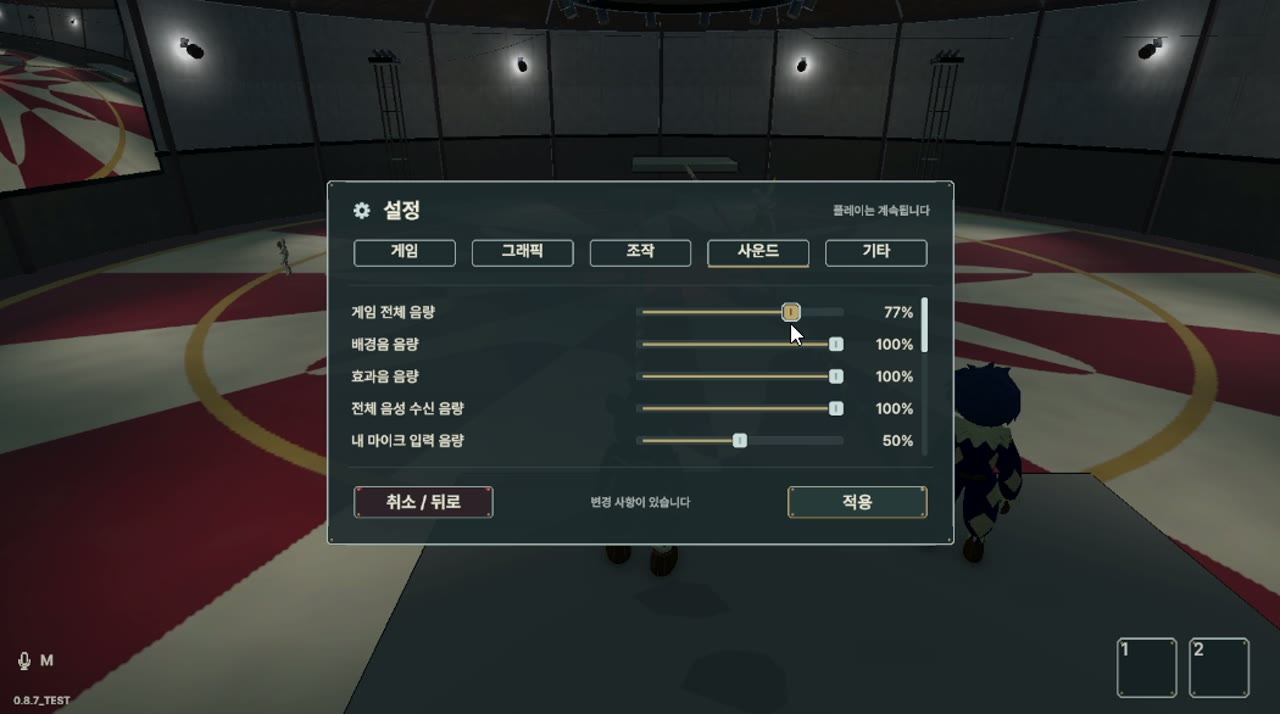 설정
플레이는 계속됩니다
게임 그래픽 조작 사운드 기타
게임 전체 음량 77%
배경음 음량 100%
효과음 음량 100%
전체 음성 수신 음량 100%
내 마이크 입력 음량 50%
취소 / 뒤로 변경 사항이 있습니다 적용
M
1 2
0.8.7_TEST